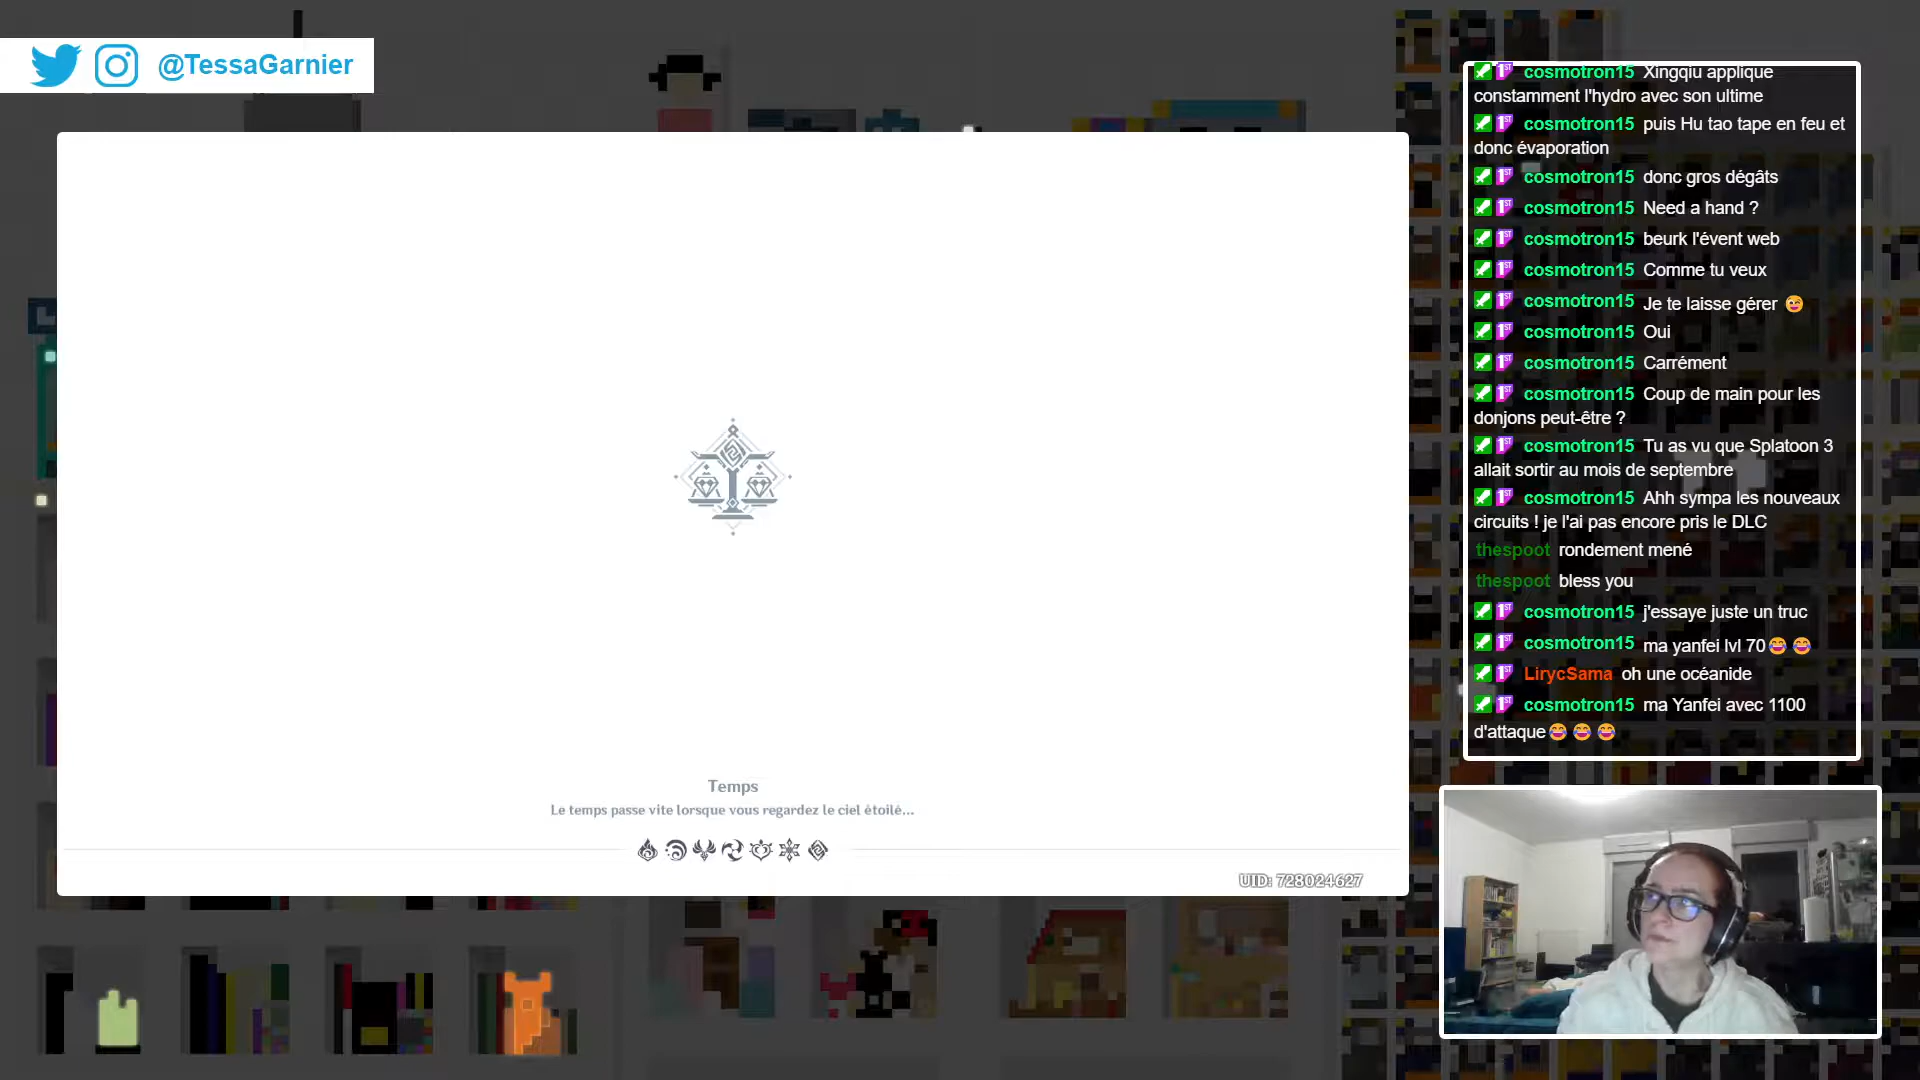 @TessaGarnier
cosmotron15 Xingqiu applique
constamment l'hydro avec son ultime
cosmotron15 puis Hu tao tape en feu et
donc évaporation
cosmotron15 donc gros dégâts
cosmotron15 Need a hand ?
cosmotron15 beurk l'évent web
cosmotron15 Comme tu veux
cosmotron15 Je te laisse gérer
cosmotron15 Oui
cosmotron15 Carrément
cosmotron15 Coup de main pour les
donjons peut-être ?
cosmotron15 Tu as vu que Splatoon 3
allait sortir au mois de septembre
cosmotron15 Ahh sympa les nouveaux
circuits ! je l'ai pas encore pris le DLC
thespoot rondement mené
thespoot bless you
cosmotron15 j'essaye juste un truc
cosmotron15 ma yanfei lvl 70
LirycSama oh une océanide
cosmotron15 ma Yanfei avec 1100
d'attaque
Temps
Le temps passe vite lorsque vous regardez le ciel étoilé...
UID: 728024627